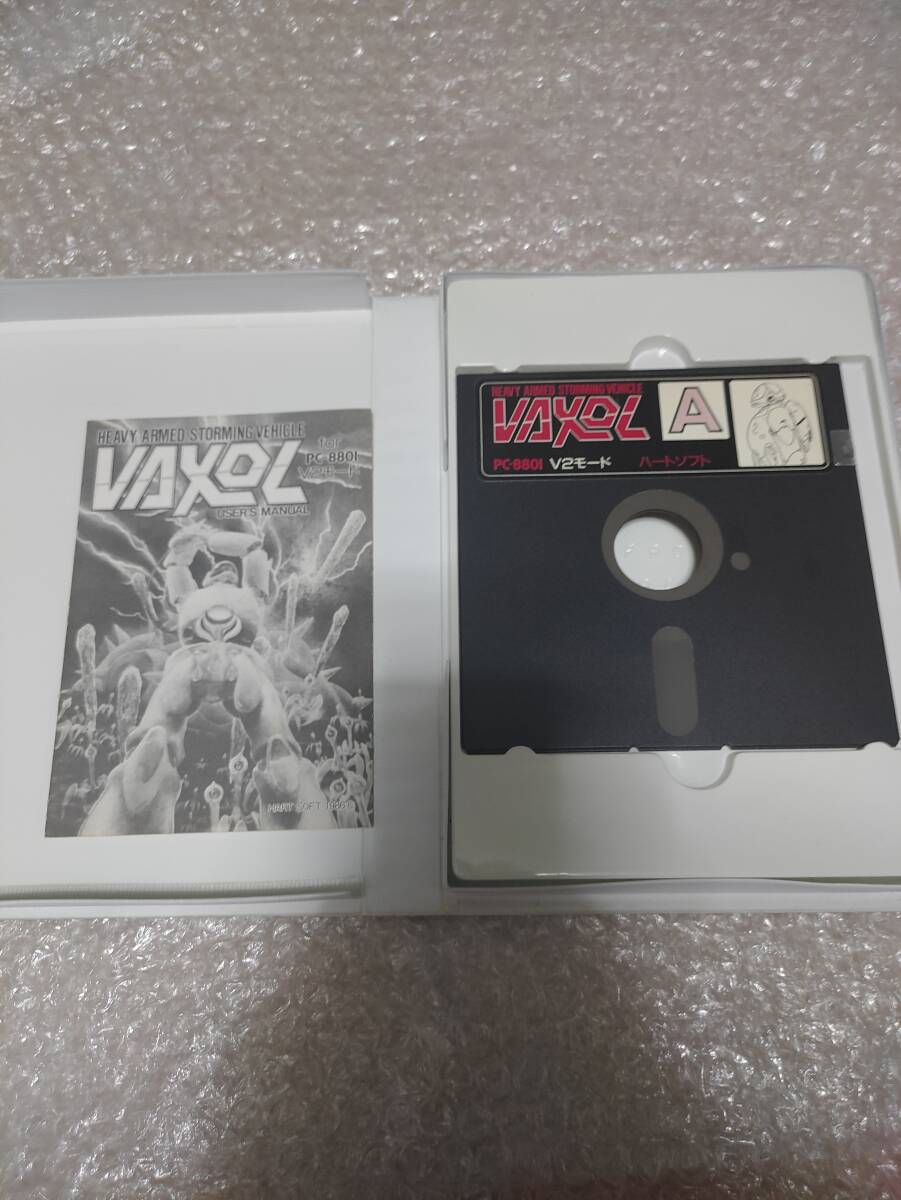 HEAVY ARMED STORMING VEHICLE
VAXOL
for
PC-8801
V2モード
USER'S MANUAL
HART SOFT
HEAVY ARMED STORMING VEHICLE
VAXOL
A
PC-8801 V2モード ハートソフト